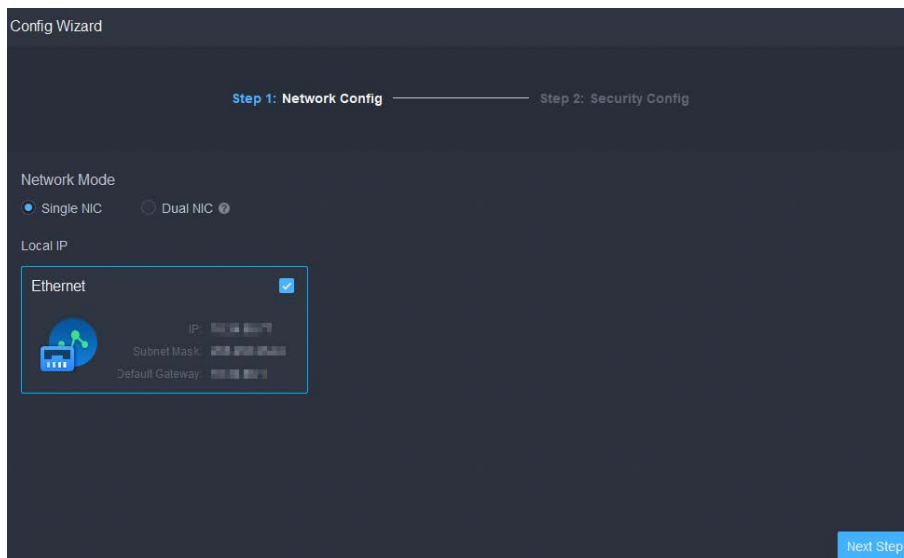 Config Wizard
Step 1: Network Config Step 2: Security Config
Network Mode
Single NIC Dual NIC
Local IP
Ethernet
IP:
Subnet Mask:
Default Gateway:
Next Step